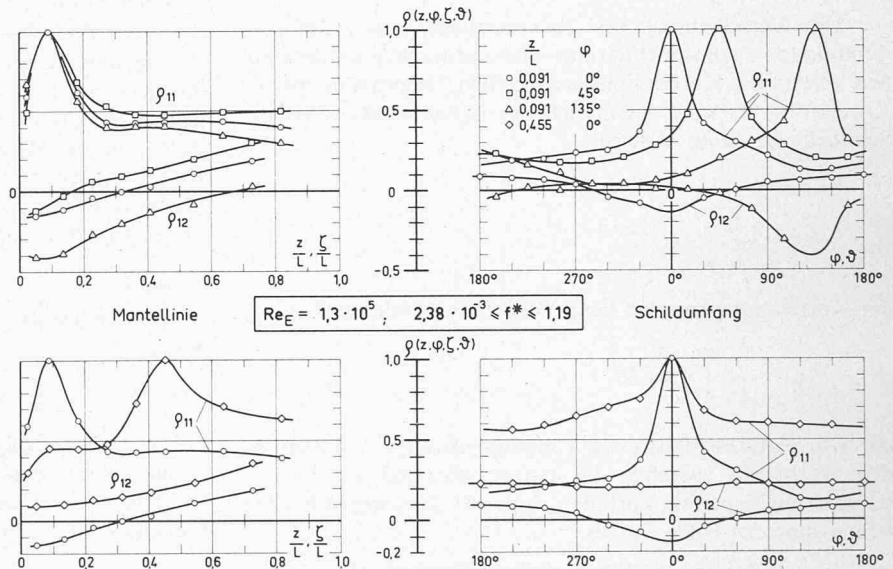 ρ(z,φ,ζ,ϑ)
1,0
0,5
0
-0,5
ρ11
ρ12
0
0 0,2 0,4 0,6 0,8 1,0
z/L, ζ/L
z/L φ
0,091 0°
0,091 45°
0,091 135°
0,455 0°
ρ11
ρ12
180° 270° 0° 90° 180°
φ,ϑ
Mantellinie
Re_E = 1,3 · 10^5 ; 2,38 · 10^-3 ≤ f* ≤ 1,19
Schildumfang
ρ(z,φ,ζ,ϑ)
1,0
0,5
0
-0,2
ρ11
ρ12
0
0 0,2 0,4 0,6 0,8 1,0
z/L, ζ/L
ρ11
ρ12
0
180° 270° 0° 90° 180°
φ,ϑ